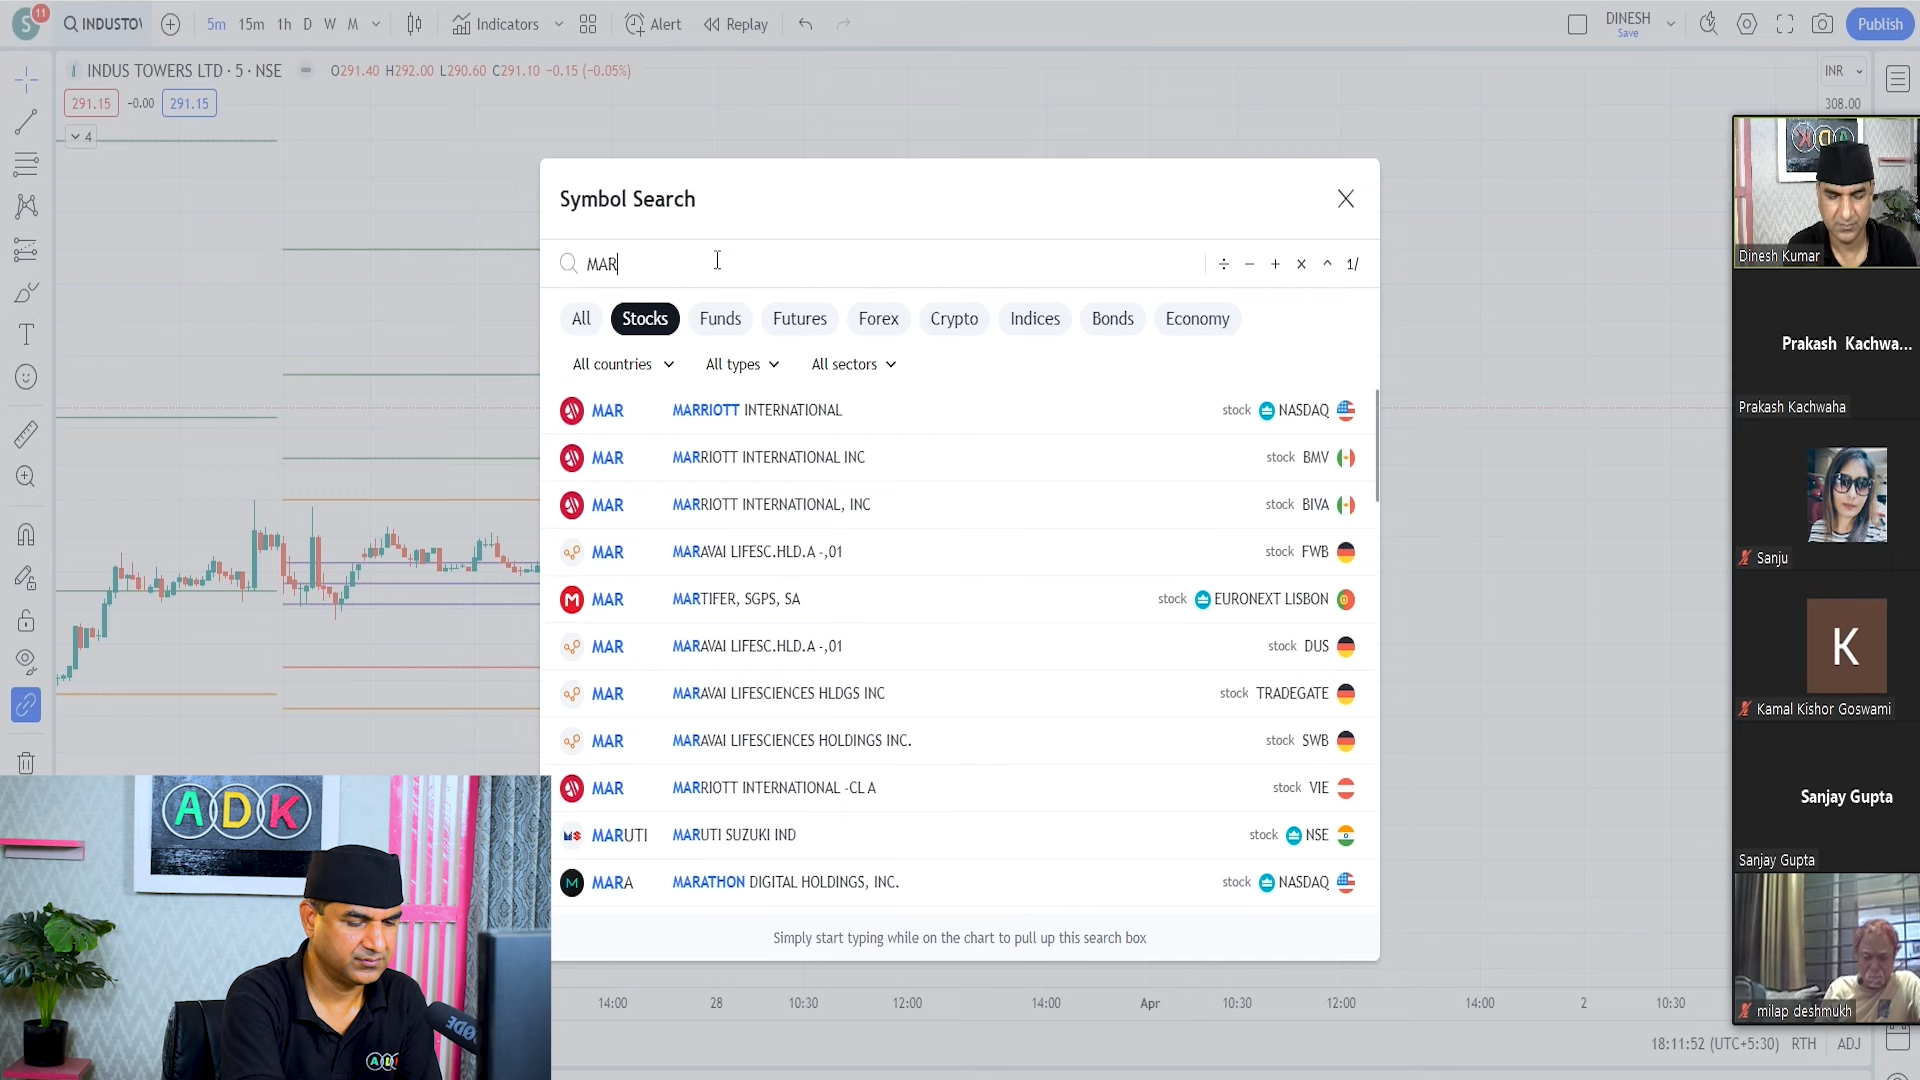 S 11 INDUSTO 5m 15m 1h D W M Indicators Alert Replay DINESH Save Publish
INDUS TOWERS LTD · 5 · NSE O291.40 H292.00 L290.60 C291.10 −0.15 (−0.05%) INR
291.15 −0.00 291.15 308.00
4
Symbol Search
MAR ÷ − + × ^ 1/
All Stocks Funds Futures Forex Crypto Indices Bonds Economy
All countries All types All sectors
MAR MARRIOTT INTERNATIONAL stock NASDAQ
MAR MARRIOTT INTERNATIONAL INC stock BMV
MAR MARRIOTT INTERNATIONAL, INC stock BIVA
MAR MARAVAI LIFESC.HLD.A -,01 stock FWB
M MAR MARTIFER, SGPS, SA stock EURONEXT LISBON
MAR MARAVAI LIFESC.HLD.A -,01 stock DUS
MAR MARAVAI LIFESCIENCES HLDGS INC stock TRADEGATE
MAR MARAVAI LIFESCIENCES HOLDINGS INC. stock SWB
MAR MARRIOTT INTERNATIONAL -CL A stock VIE
MARUTI MARUTI SUZUKI IND stock NSE
M MARA MARATHON DIGITAL HOLDINGS, INC. stock NASDAQ
Simply start typing while on the chart to pull up this search box
14:00 28 10:30 12:00 14:00 Apr 10:30 12:00 14:00 2 10:30
18:11:52 (UTC+5:30) RTH ADJ
ADK
Dinesh Kumar
Prakash Kachwa...
Prakash Kachwaha
Sanju
K
Kamal Kishor Goswami
Sanjay Gupta
Sanjay Gupta
milap deshmukh
ADK